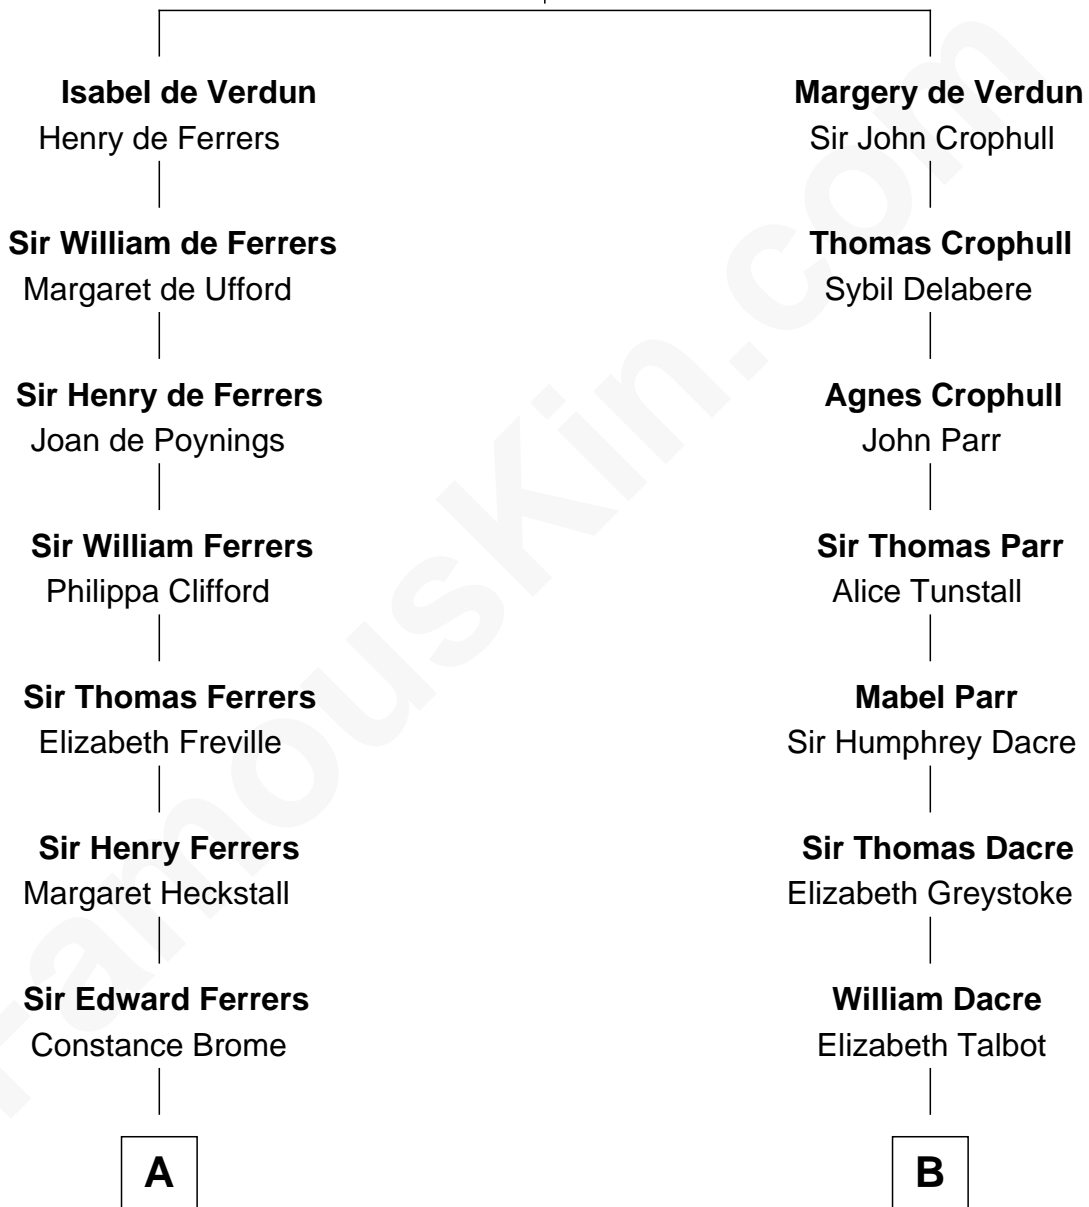 Isabel de Verdun
Henry de Ferrers
Sir William de Ferrers
Margaret de Ufford
Sir Henry de Ferrers
Joan de Poynings
Sir William Ferrers
Philippa Clifford
Sir Thomas Ferrers
Elizabeth Freville
Sir Henry Ferrers
Margaret Heckstall
Sir Edward Ferrers
Constance Brome
A
Margery de Verdun
Sir John Crophull
Thomas Crophull
Sybil Delabere
Agnes Crophull
John Parr
Sir Thomas Parr
Alice Tunstall
Mabel Parr
Sir Humphrey Dacre
Sir Thomas Dacre
Elizabeth Greystoke
William Dacre
Elizabeth Talbot
B
FamousKin.com